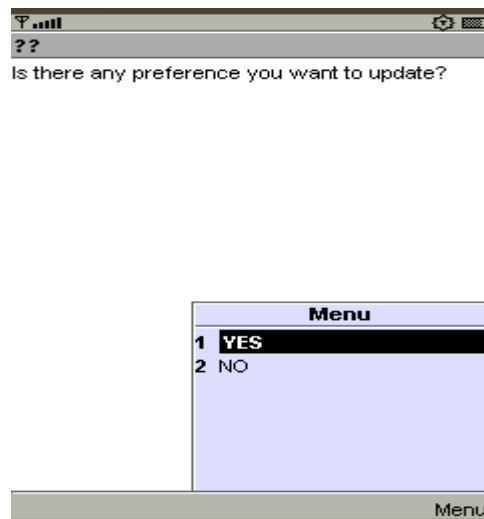 ??
Is there any preference you want to update?
Menu
1 YES
2 NO
Menu